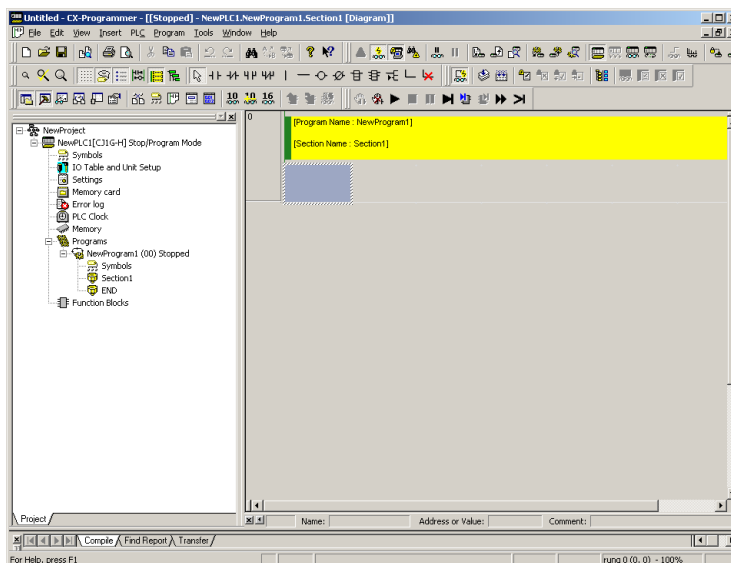 Untitled - CX-Programmer - [[Stopped] - NewPLC1.NewProgram1.Section1 [Diagram]]
File Edit View Insert PLC Program Tools Window Help
10 10 16
NewProject
NewPLC1[CJ1G-H] Stop/Program Mode
Symbols
IO Table and Unit Setup
Settings
Memory card
Error log
PLC Clock
Memory
Programs
NewProgram1 (00) Stopped
Symbols
Section1
END
Function Blocks
Project
0
[Program Name : NewProgram1]
[Section Name : Section1]
Name: Address or Value: Comment:
Compile Find Report Transfer
For Help, press F1
rung 0 (0, 0) - 100%